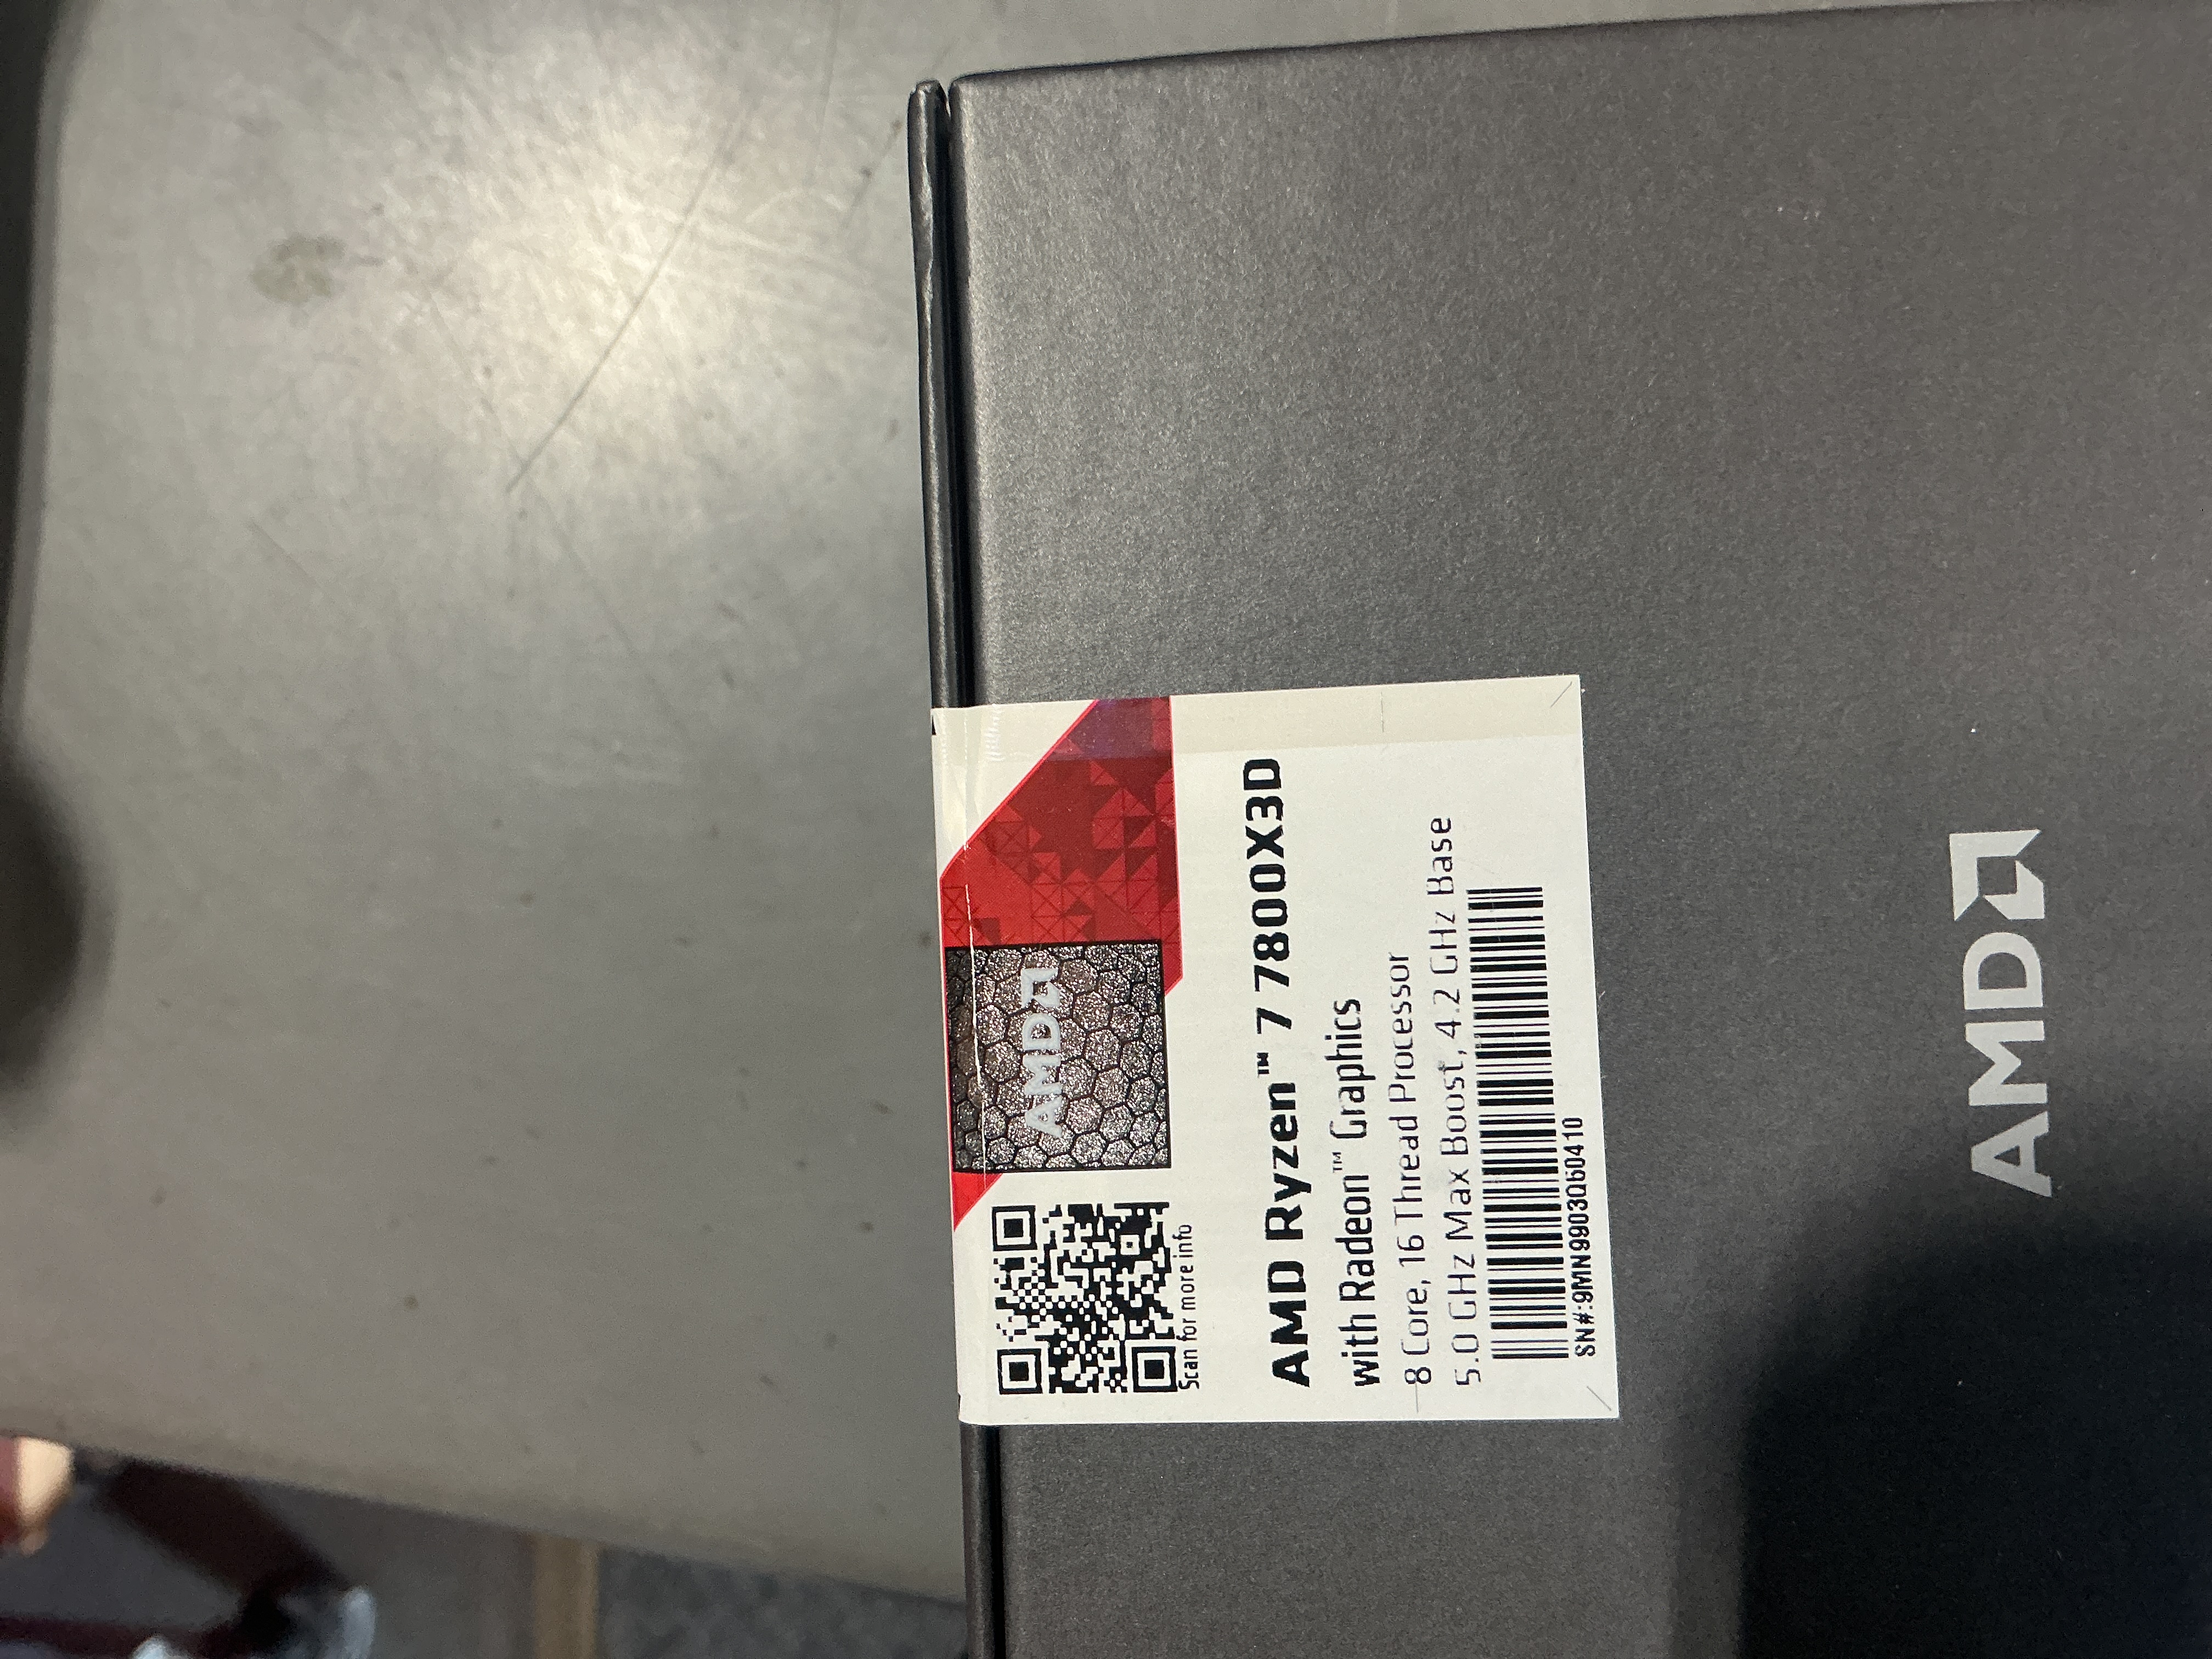 AMD
Scan for more info
AMD Ryzen™ 7 7800X3D
with Radeon™ Graphics
8 Core, 16 Thread Processor
5.0 GHz Max Boost, 4.2 GHz Base
SN#:9MN9903Q60410
AMD